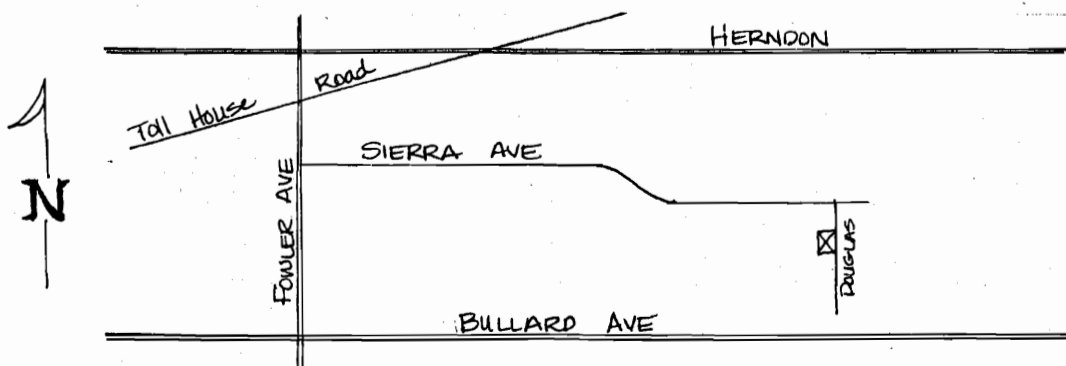 HERNDON
Toll House Road
SIERRA AVE
N
FOWLER AVE
DOUGLAS
BULLARD AVE